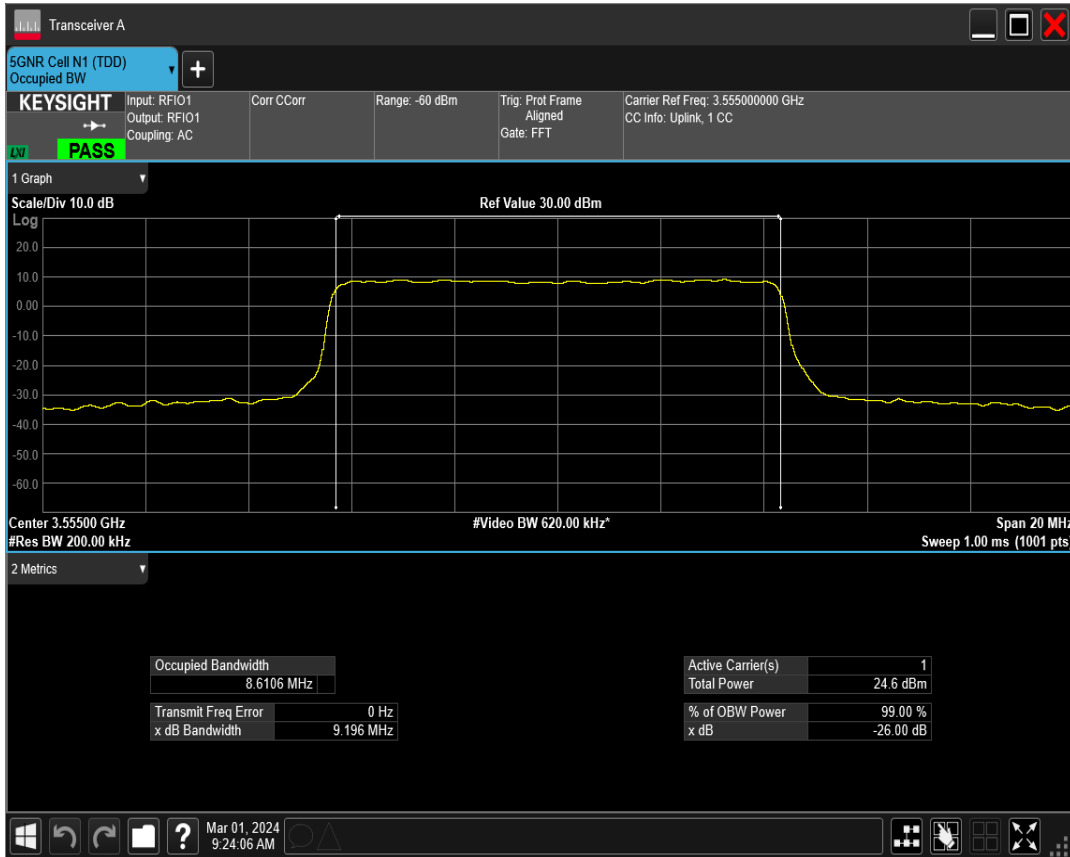 Transceiver A
5GNR Cell N1 (TDD)
Occupied BW
KEYSIGHT
LXI
PASS
Input: RFIO1
Output: RFIO1
Coupling: AC
Corr CCorr
Range: -60 dBm
Trig: Prot Frame
Aligned
Gate: FFT
Carrier Ref Freq: 3.555000000 GHz
CC Info: Uplink, 1 CC
1 Graph
Scale/Div 10.0 dB
Ref Value 30.00 dBm
Log
20.0
10.0
0.00
-10.0
-20.0
-30.0
-40.0
-50.0
-60.0
Center 3.55500 GHz
#Video BW 620.00 kHz*
Span 20 MHz
#Res BW 200.00 kHz
Sweep 1.00 ms (1001 pts)
2 Metrics
Occupied Bandwidth
8.6106 MHz
Transmit Freq Error 0 Hz
x dB Bandwidth 9.196 MHz
Active Carrier(s) 1
Total Power 24.6 dBm
% of OBW Power 99.00 %
x dB -26.00 dB
?
Mar 01, 2024
9:24:06 AM